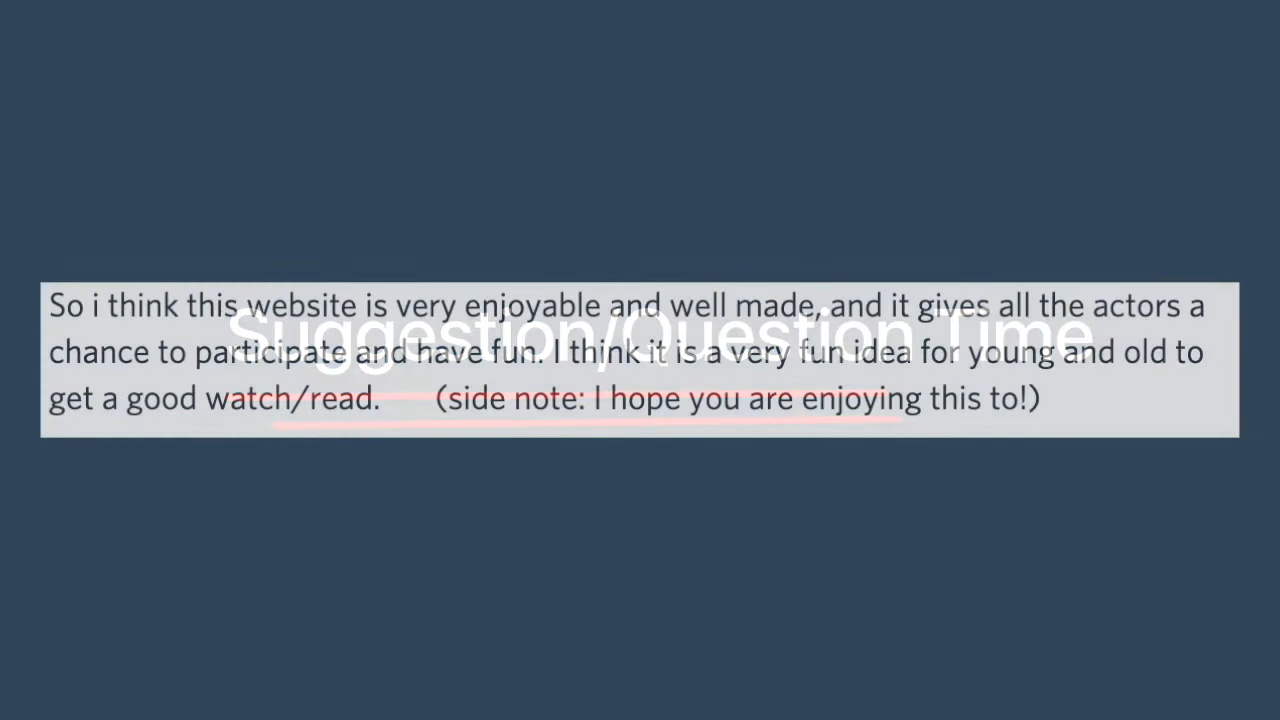 So i think this website is very enjoyable and well made, and it gives all the actors a
Suggestion/Question Time
chance to participate and have fun. I think it is a very fun idea for young and old to
get a good watch/read. (side note: I hope you are enjoying this to!)